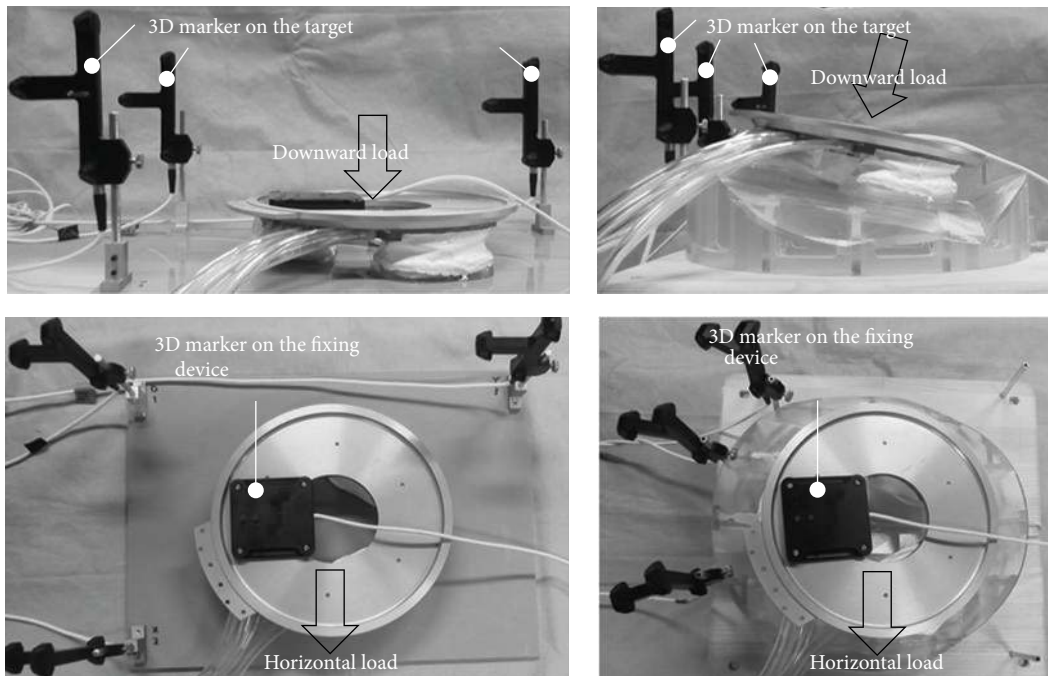 3D marker on the target
Downward load
3D marker on the target
Downward load
3D marker on the fixing
device
Horizontal load
3D marker on the fixing
device
Horizontal load